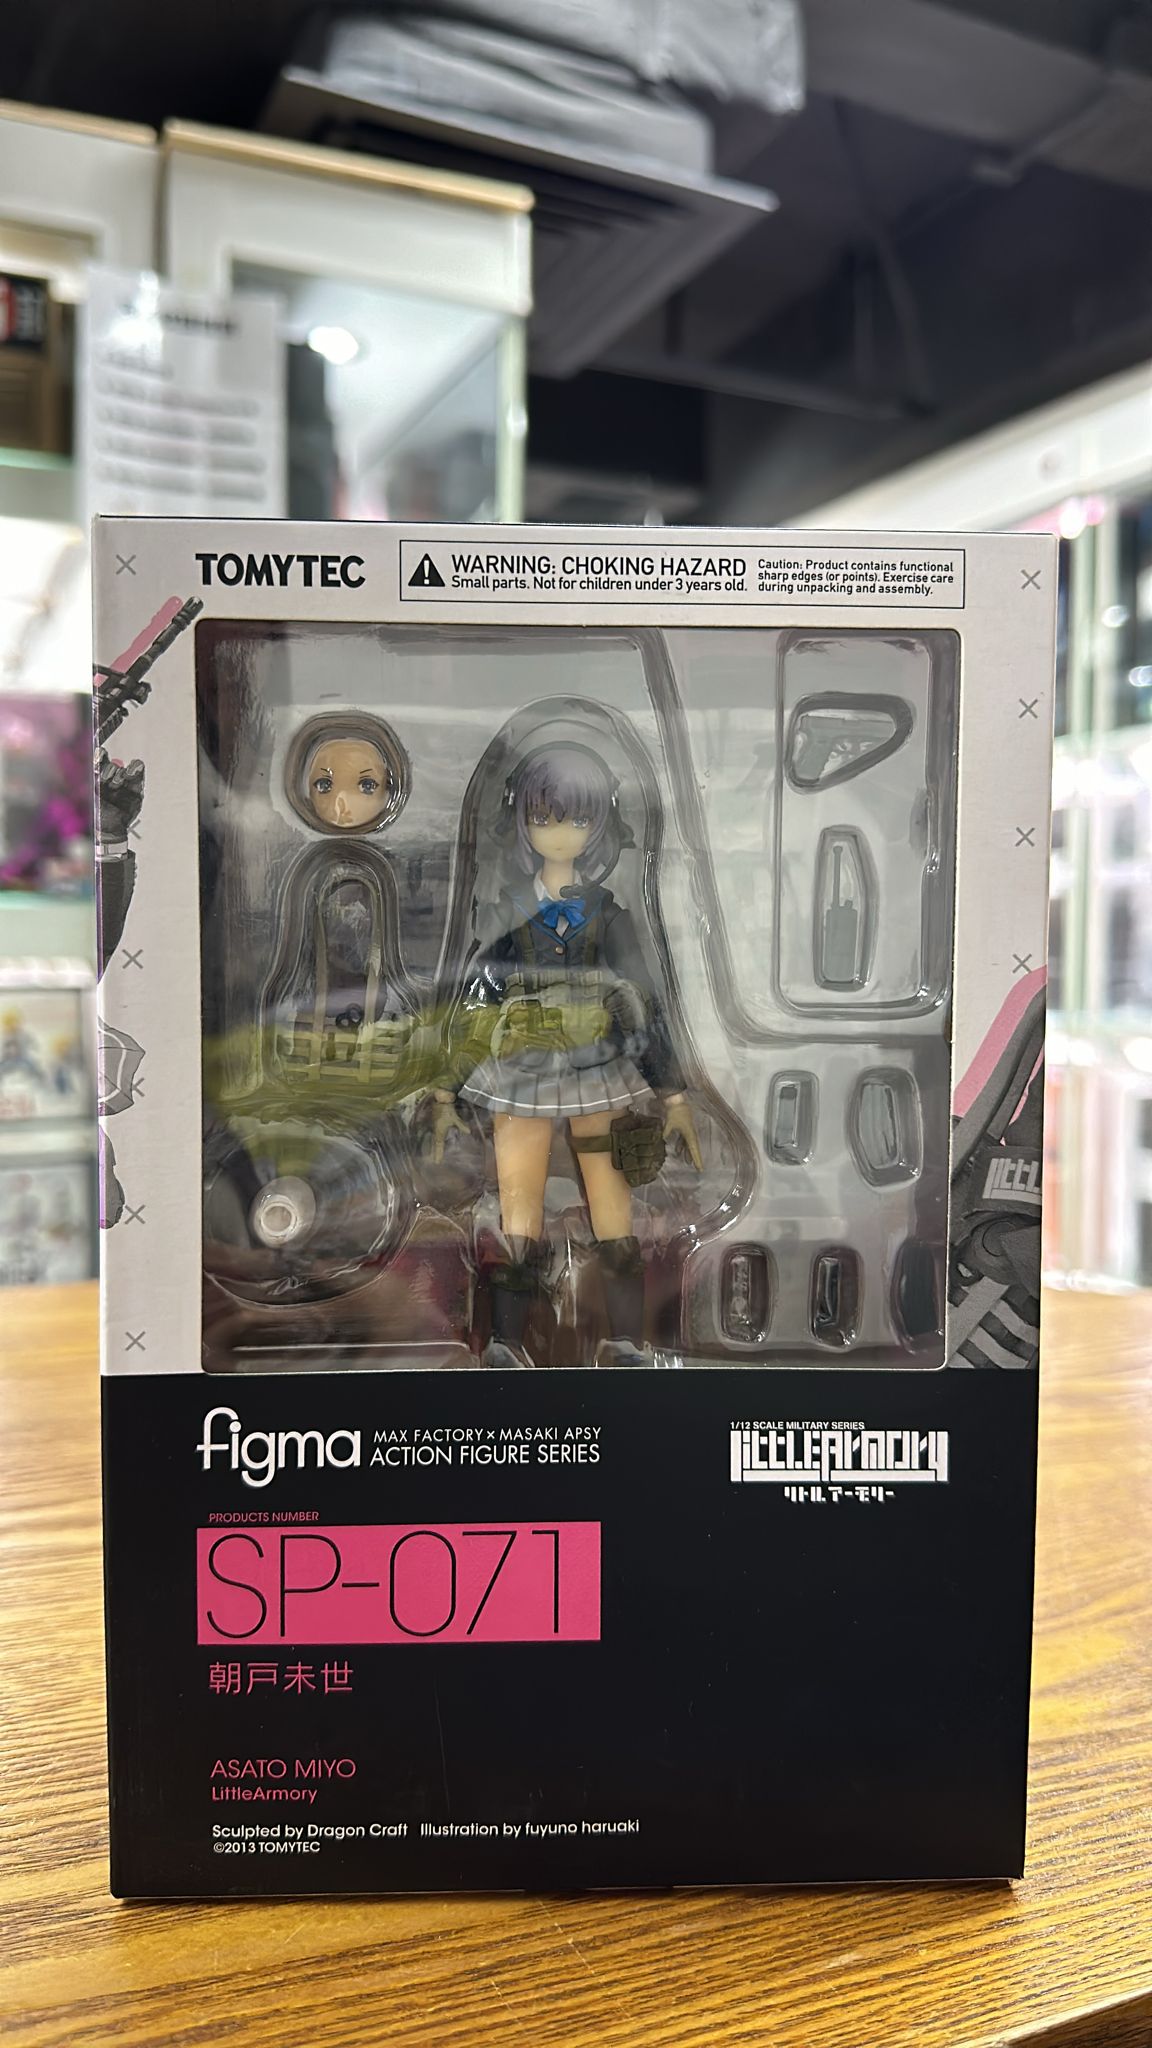 TOMYTEC
WARNING: CHOKING HAZARD
Small parts. Not for children under 3 years old.
Caution: Product contains functional
sharp edges (or points). Exercise care
during unpacking and assembly.
figma
MAX FACTORY × MASAKI APSY
ACTION FIGURE SERIES
1/12 SCALE MILITARY SERIES
LittleArmory
リトルアーモリー
PRODUCTS NUMBER
SP-071
朝戸未世
ASATO MIYO
LittleArmory
Sculpted by Dragon Craft Illustration by fuyuno haruaki
©2013 TOMYTEC